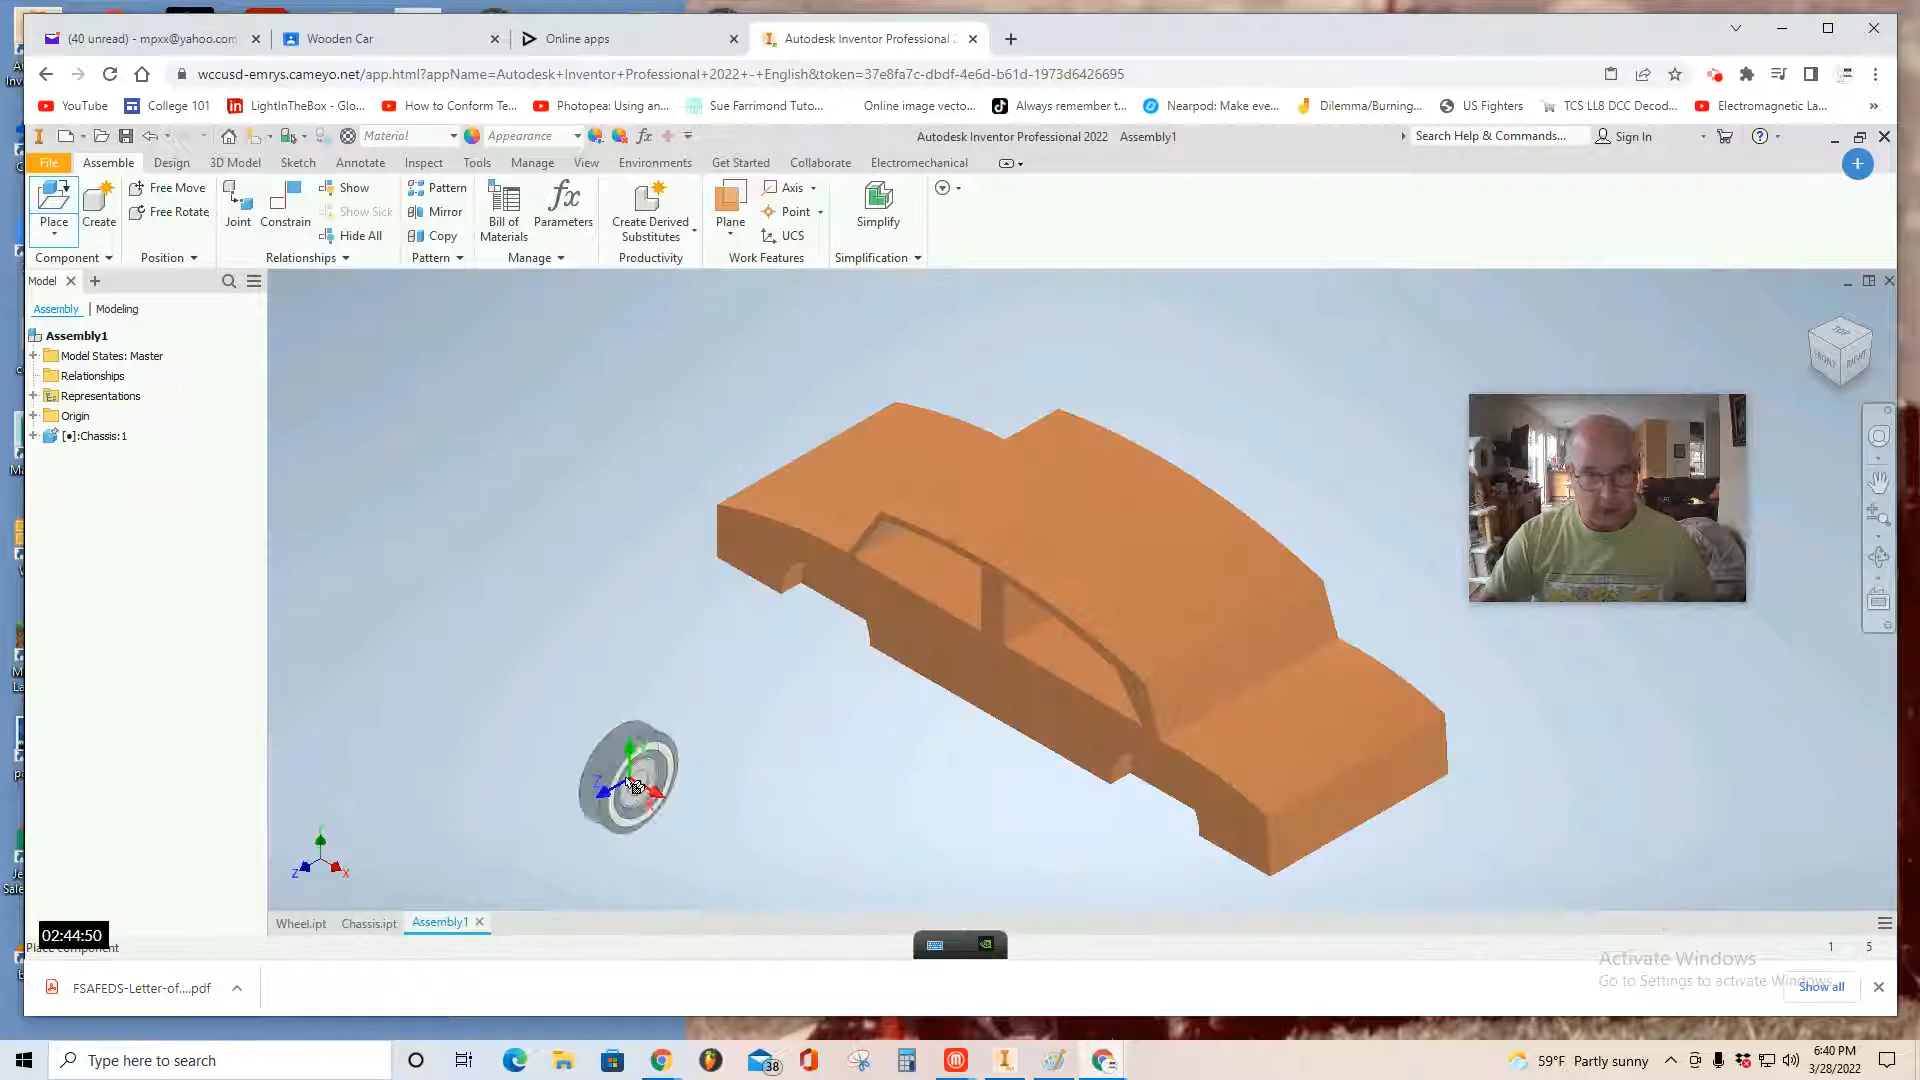 (40 unread) - mpxx@yahoo.com
Wooden Car
Online apps
Autodesk Inventor Professional 2
wccusd-emrys.cameyo.net/app.html?appName=Autodesk+Inventor+Professional+2022+-+English&token=37e8fa7c-dbdf-4e6d-b61d-1973d6426695
YouTube
College 101
LightInTheBox - Glo...
How to Conform Te...
Photopea: Using an...
Sue Farrimond Tuto...
Online image vecto...
Always remember t...
Nearpod: Make eve...
Dilemma/Burning...
US Fighters
TCS LL8 DCC Decod...
Electromagnetic La...
Material
Appearance
Autodesk Inventor Professional 2022 Assembly1
Search Help & Commands...
Sign In
File
Assemble
Design
3D Model
Sketch
Annotate
Inspect
Tools
Manage
View
Environments
Get Started
Collaborate
Electromechanical
Place
Create
Free Move
Free Rotate
Joint
Constrain
Show
Show Sick
Hide All
Pattern
Mirror
Copy
Bill of
Materials
fx
Parameters
Create Derived
Substitutes
Plane
Axis
Point
UCS
Simplify
Component
Position
Relationships
Pattern
Manage
Productivity
Work Features
Simplification
Model
Assembly | Modeling
Assembly1
Model States: Master
Relationships
Representations
Origin
[●]:Chassis:1
TOP
FRONT
RIGHT
Z
X
Z
X
Wheel.ipt
Chassis.ipt
Assembly1
02:44:50
Place component
1
5
Activate Windows
Go to Settings to activate Windows.
FSAFEDS-Letter-of....pdf
Show all
Type here to search
38
59°F Partly sunny
6:40 PM
3/28/2022